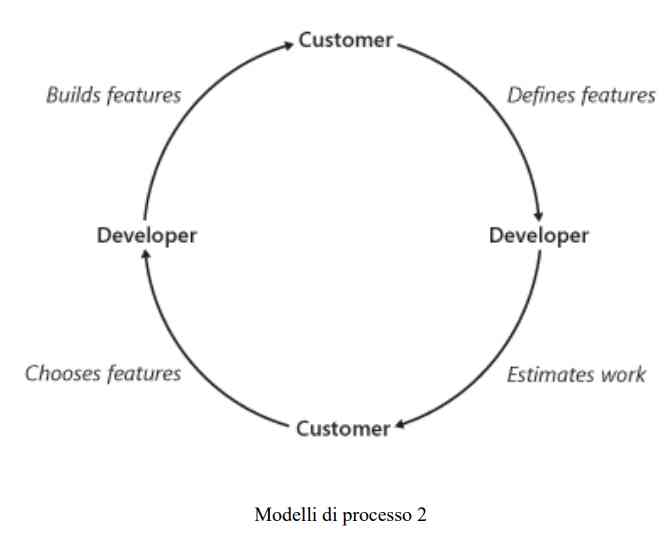 Customer
Builds features
Defines features
Developer
Developer
Chooses features
Estimates work
Customer
Modelli di processo 2